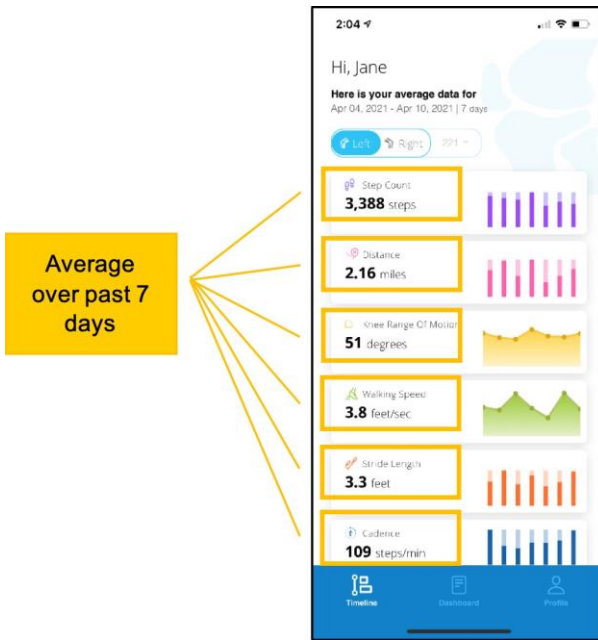 2:04
Hi, Jane
Here is your average data for
Apr 04, 2021 - Apr 10, 2021 | 7 days
Left
Right
221
Step Count
3,388 steps
Average
over past 7
days
Distance
2.16 miles
Knee Range Of Motion
51 degrees
Walking Speed
3.8 feet/sec
Stride Length
3.3 feet
Cadence
109 steps/min
Timeline
Dashboard
Profile